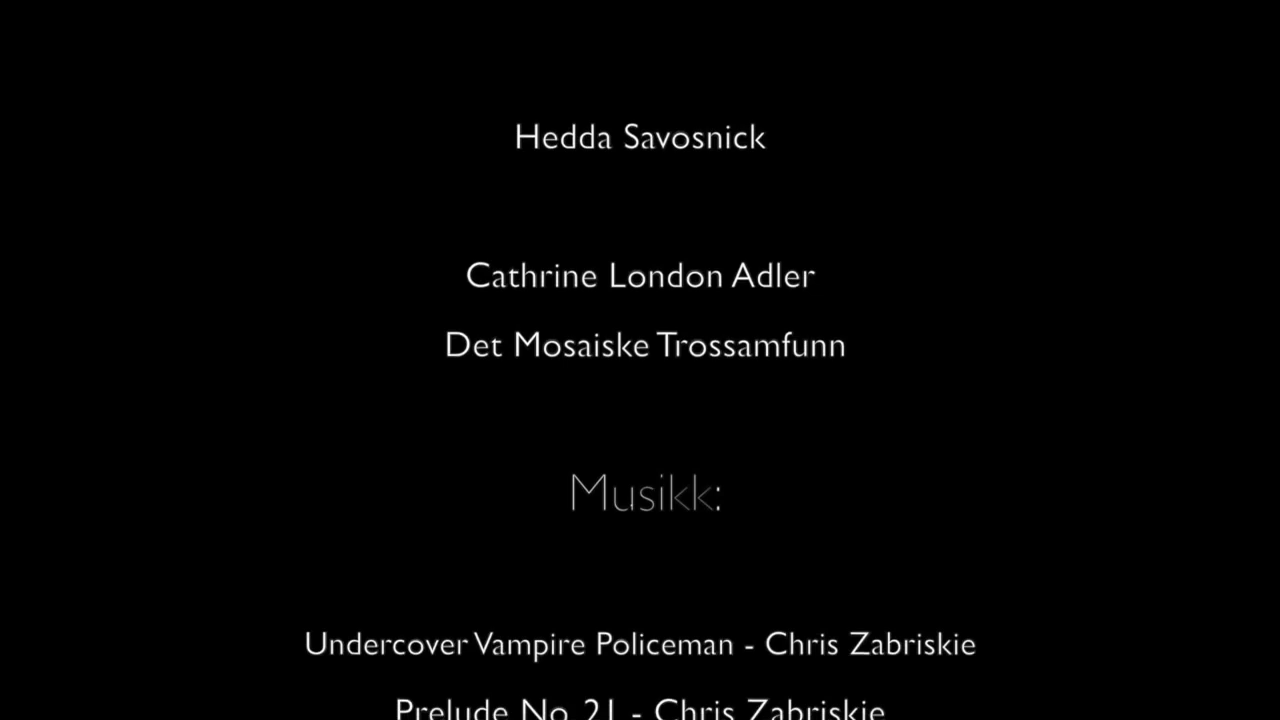 Hedda Savosnick
Cathrine London Adler
Det Mosaiske Trossamfunn
Musikk:
Undercover Vampire Policeman - Chris Zabriskie
Prelude No. 21 - Chris Zabriskie